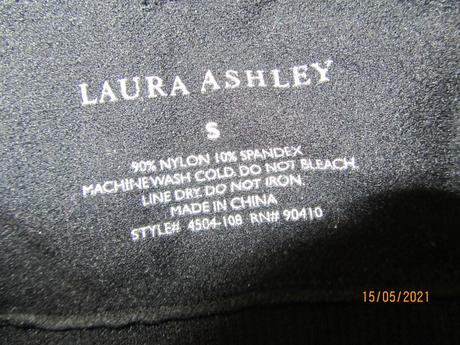 LAURA ASHLEY
S
90% NYLON 10% SPANDEX
MACHINE WASH COLD. DO NOT BLEACH.
LINE DRY. DO NOT IRON.
MADE IN CHINA
STYLE# 4504-108 RN# 90410
15/05/2021